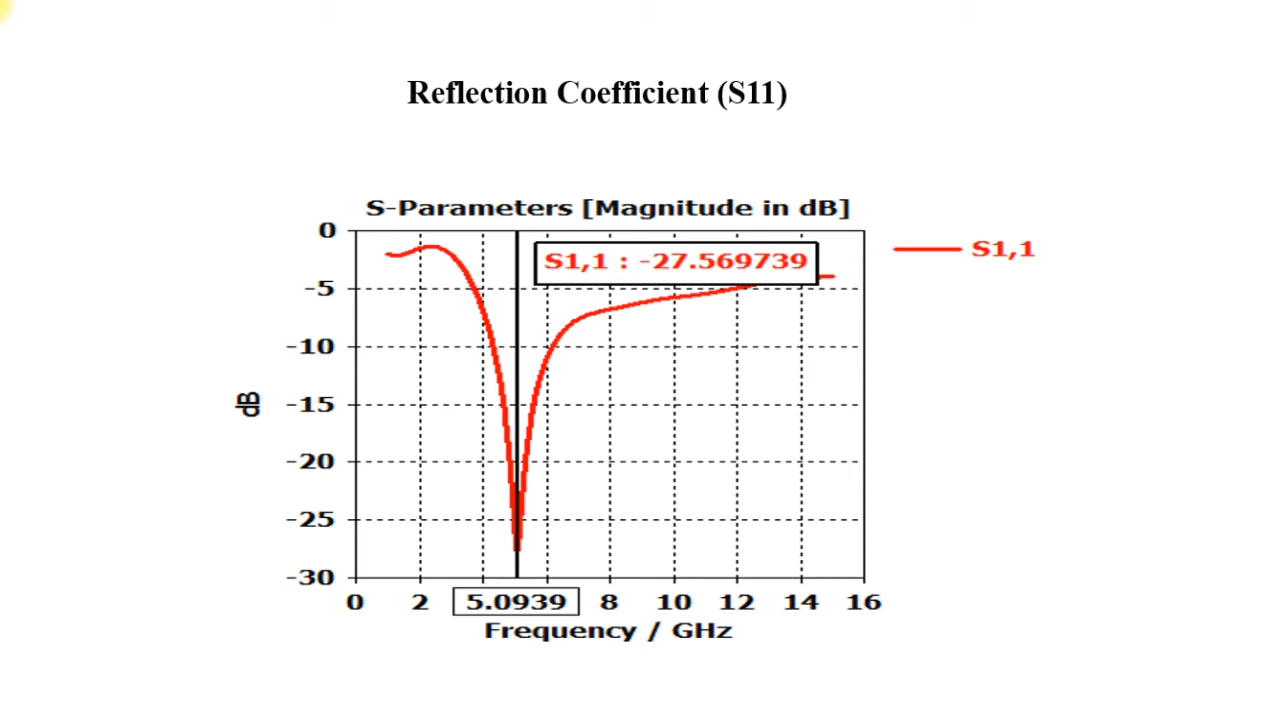 Reflection Coefficient (S11)
S-Parameters [Magnitude in dB]
0
-5
-10
-15
-20
-25
-30
dB
S1,1 : -27.569739
S1,1
0 2 5.0939 8 10 12 14 16
Frequency / GHz